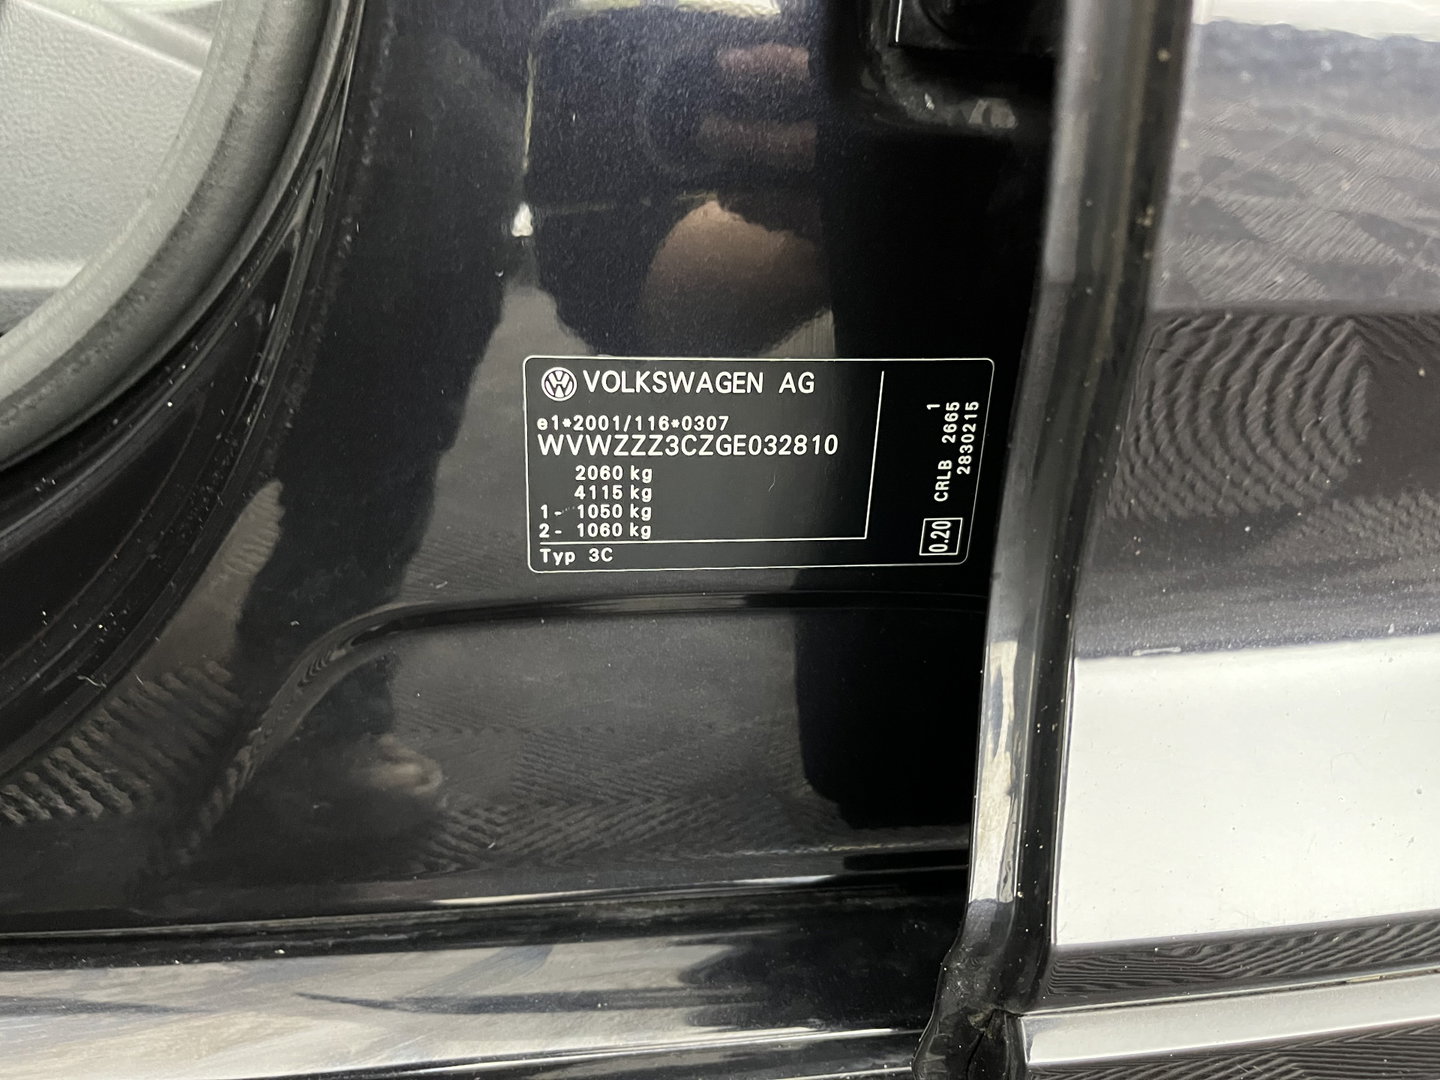 VOLKSWAGEN AG
e1*2001/116*0307
WVWZZZ3CZGE032810
2060 kg
4115 kg
1- 1050 kg
2- 1060 kg
Typ 3C
1
CRLB 2665
2830215
0.20